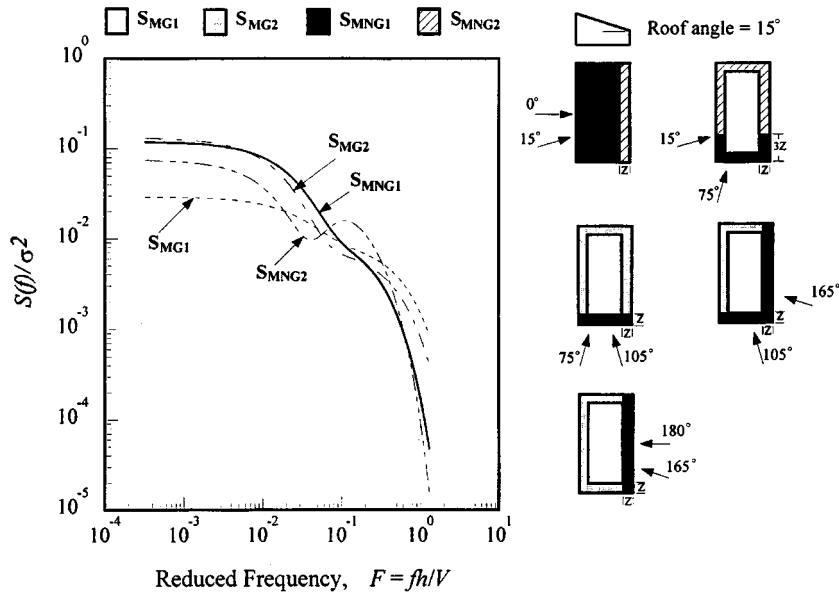 S_MG1 S_MG2 S_MNG1 S_MNG2
Roof angle = 15°
10^0
10^-1
10^-2
10^-3
10^-4
10^-5
S(f)/σ^2
S_MG2
S_MNG1
S_MG1
S_MNG2
10^-4 10^-3 10^-2 10^-1 10^0 10^1
Reduced Frequency, F = fh/V
0°
15°
Z
15°
75°
3Z
Z
75° 105°
Z
Z
165°
105°
Z
Z
180°
165°
Z
Z